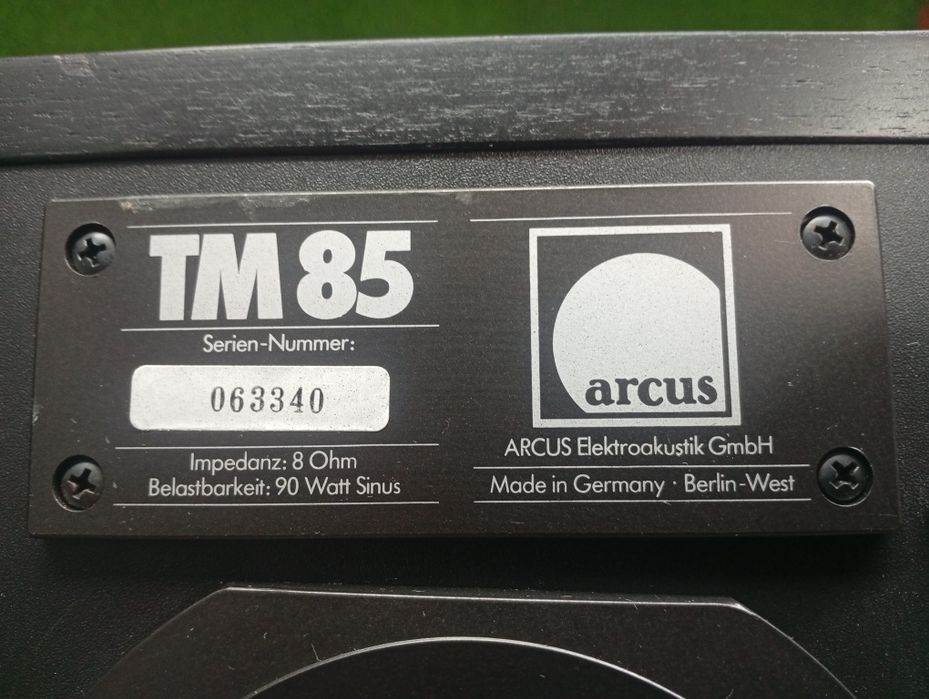 TM 85
Serien-Nummer:
063340
Impedanz: 8 Ohm
Belastbarkeit: 90 Watt Sinus
arcus
ARCUS Elektroakustik GmbH
Made in Germany · Berlin-West